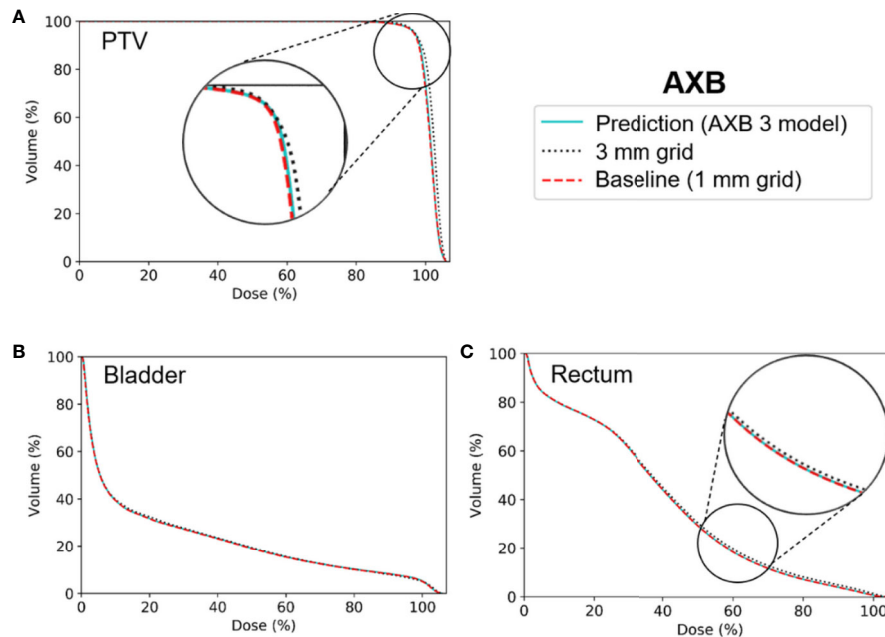 A
PTV
Volume (%)
100
80
60
40
20
0
0 20 40 60 80 100
Dose (%)
AXB
Prediction (AXB 3 model)
3 mm grid
Baseline (1 mm grid)
B
Bladder
Volume (%)
100
80
60
40
20
0
0 20 40 60 80 100
Dose (%)
C
Rectum
Volume (%)
100
80
60
40
20
0
0 20 40 60 80 100
Dose (%)